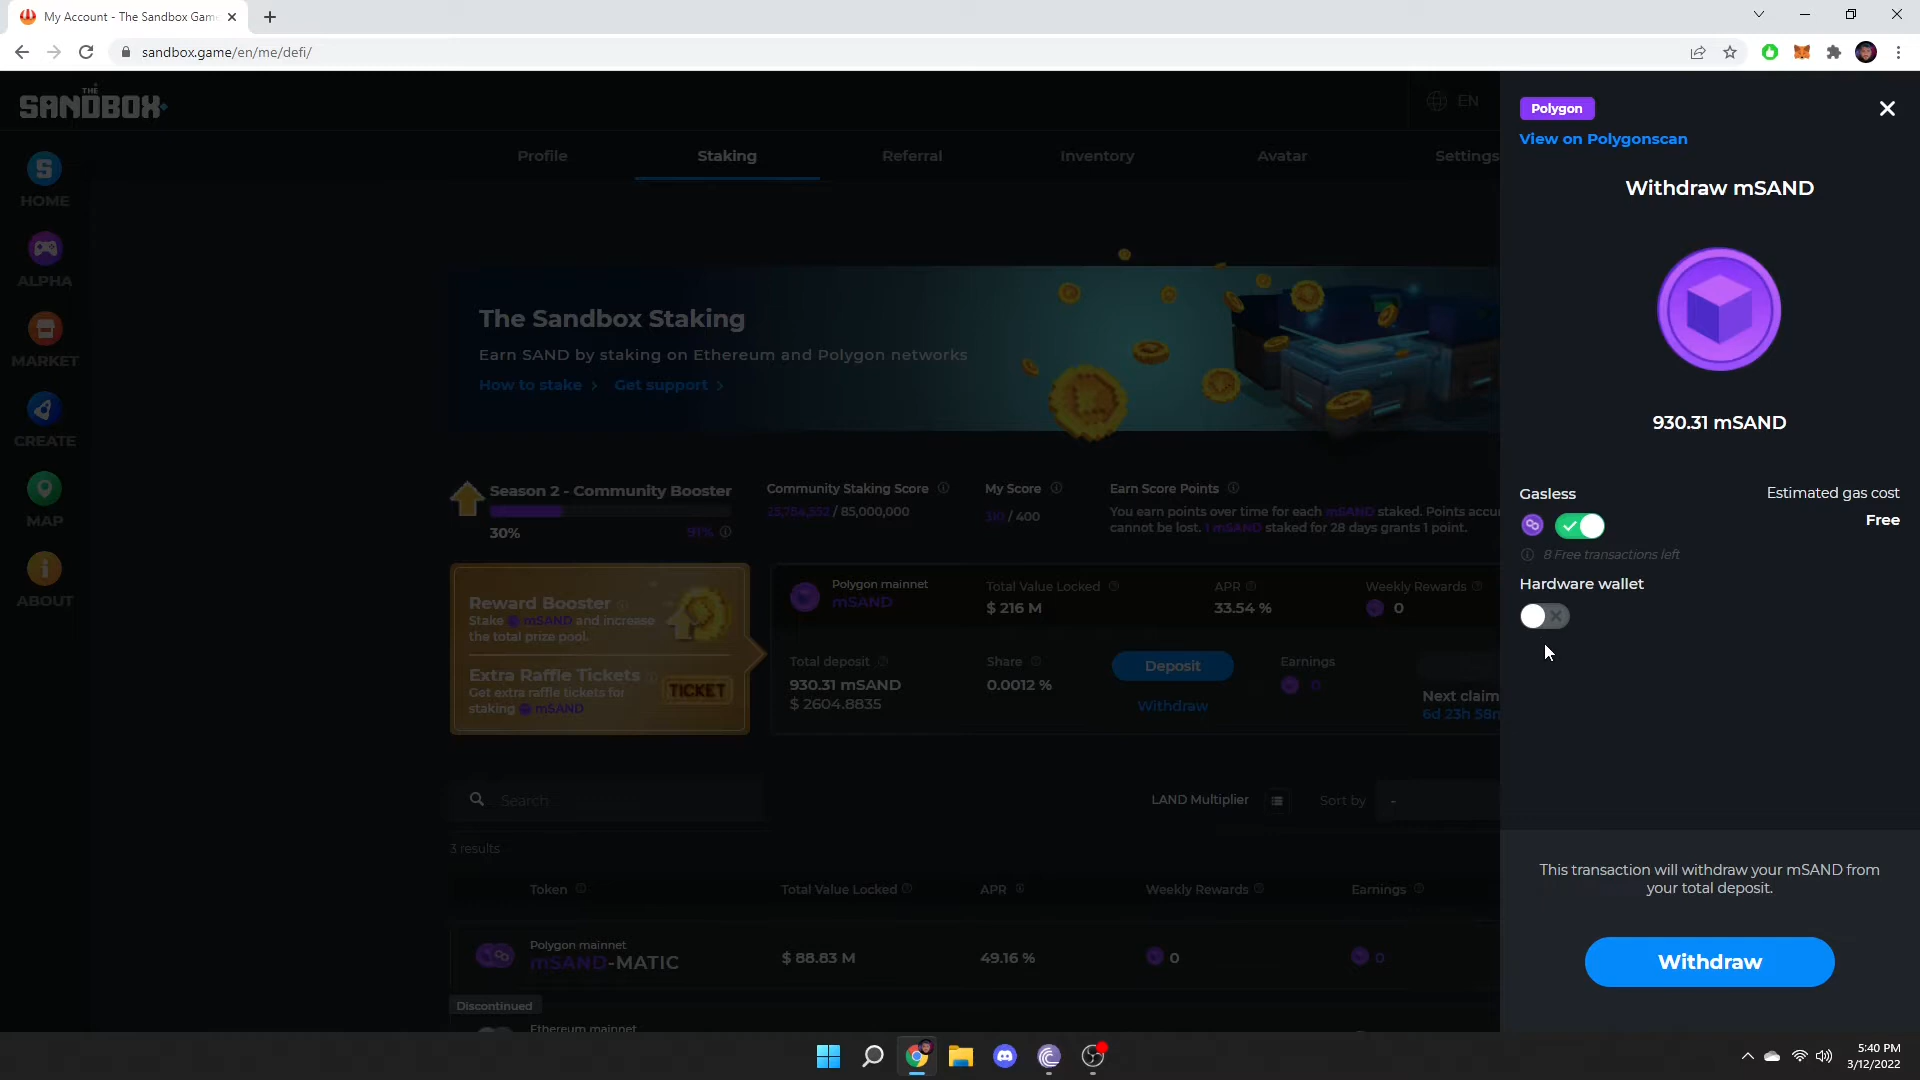 My Account - The Sandbox Gam
sandbox.game/en/me/defi/
THE
SANDBOX
EN
Polygon
View on Polygonscan
Profile
Staking
Referral
Inventory
Avatar
Settings
Withdraw mSAND
HOME
ALPHA
MARKET
CREATE
MAP
ABOUT
The Sandbox Staking
Earn SAND by staking on Ethereum and Polygon networks
How to stake >
Get support >
930.31 mSAND
Season 2 - Community Booster
30%
91%
Community Staking Score
25,784,552 / 85,000,000
My Score
310 / 400
Earn Score Points
You earn points over time for each mSAND staked. Points accu
cannot be lost. 1 mSAND staked for 28 days grants 1 point.
Gasless
Estimated gas cost
Free
8 Free transactions left
Hardware wallet
Reward Booster
Stake mSAND and increase
the total prize pool.
Extra Raffle Tickets
Get extra raffle tickets for
staking mSAND
TICKET
Polygon mainnet
mSAND
Total Value Locked
$ 216 M
APR
33.54 %
Weekly Rewards
0
Total deposit
930.31 mSAND
$ 2604.8835
Share
0.0012 %
Deposit
Withdraw
Earnings
0
Next claim
6d 23h 58m
Search
LAND Multiplier
Sort by
-
3 results
Token
Total Value Locked
APR
Weekly Rewards
Earnings
Polygon mainnet
mSAND-MATIC
$ 88.83 M
49.16 %
0
0
Discontinued
Ethereum mainnet
This transaction will withdraw your mSAND from
your total deposit.
Withdraw
5:40 PM
3/12/2022